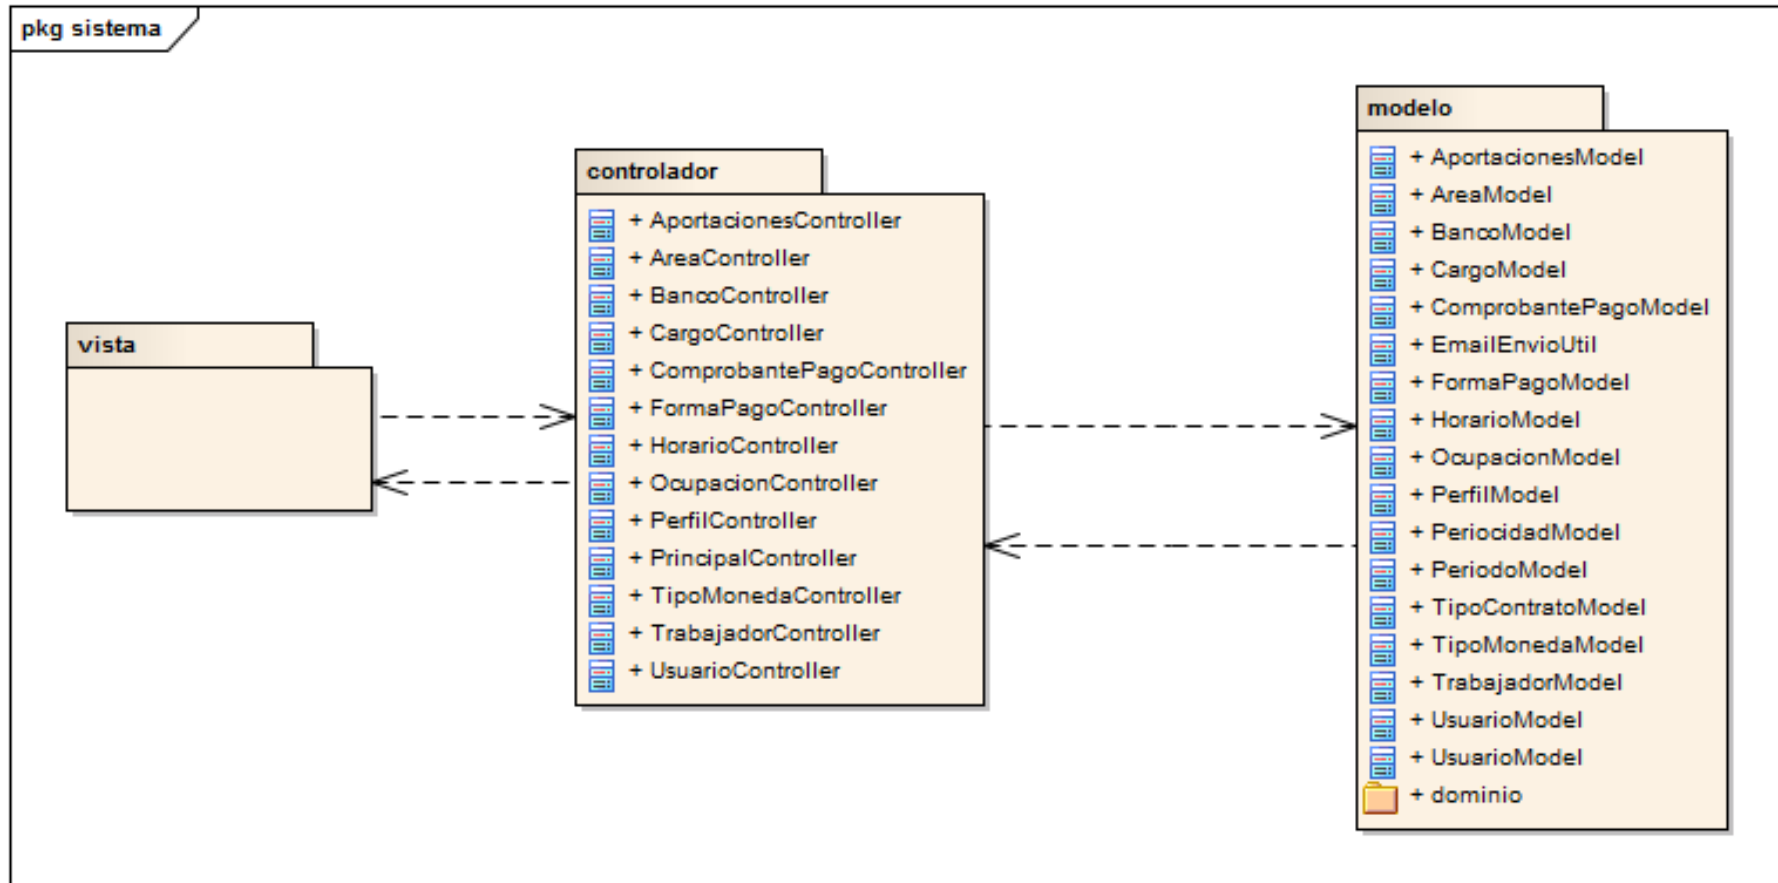 pkg sistema
vista
controlador
+ AportacionesController
+ AreaController
+ BancoController
+ CargoController
+ ComprobantePagoController
+ FormaPagoController
+ HorarioController
+ OcupacionController
+ PerfilController
+ PrincipalController
+ TipoMonedaController
+ TrabajadorController
+ UsuarioController
modelo
+ AportacionesModel
+ AreaModel
+ BancoModel
+ CargoModel
+ ComprobantePagoModel
+ EmailEnvioUtil
+ FormaPagoModel
+ HorarioModel
+ OcupacionModel
+ PerfilModel
+ PeriocidadModel
+ PeriodoModel
+ TipoContratoModel
+ TipoMonedaModel
+ TrabajadorModel
+ UsuarioModel
+ UsuarioModel
+ dominio